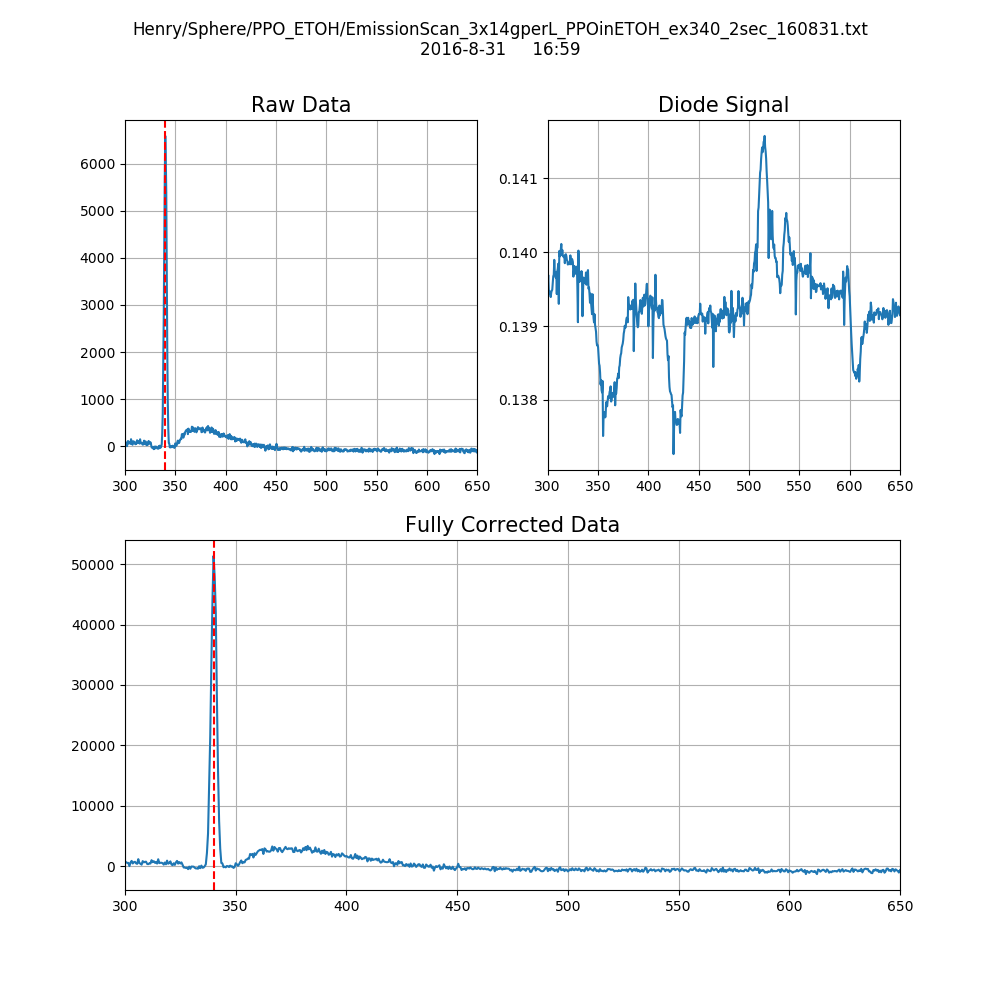 Henry/Sphere/PPO_ETOH/EmissionScan_3x14gperL_PPOinETOH_ex340_2sec_160831.txt
2016-8-31 16:59
Raw Data
6000
5000
4000
3000
2000
1000
0
300 350 400 450 500 550 600 650
Diode Signal
0.141
0.140
0.139
0.138
300 350 400 450 500 550 600 650
Fully Corrected Data
50000
40000
30000
20000
10000
0
300 350 400 450 500 550 600 650